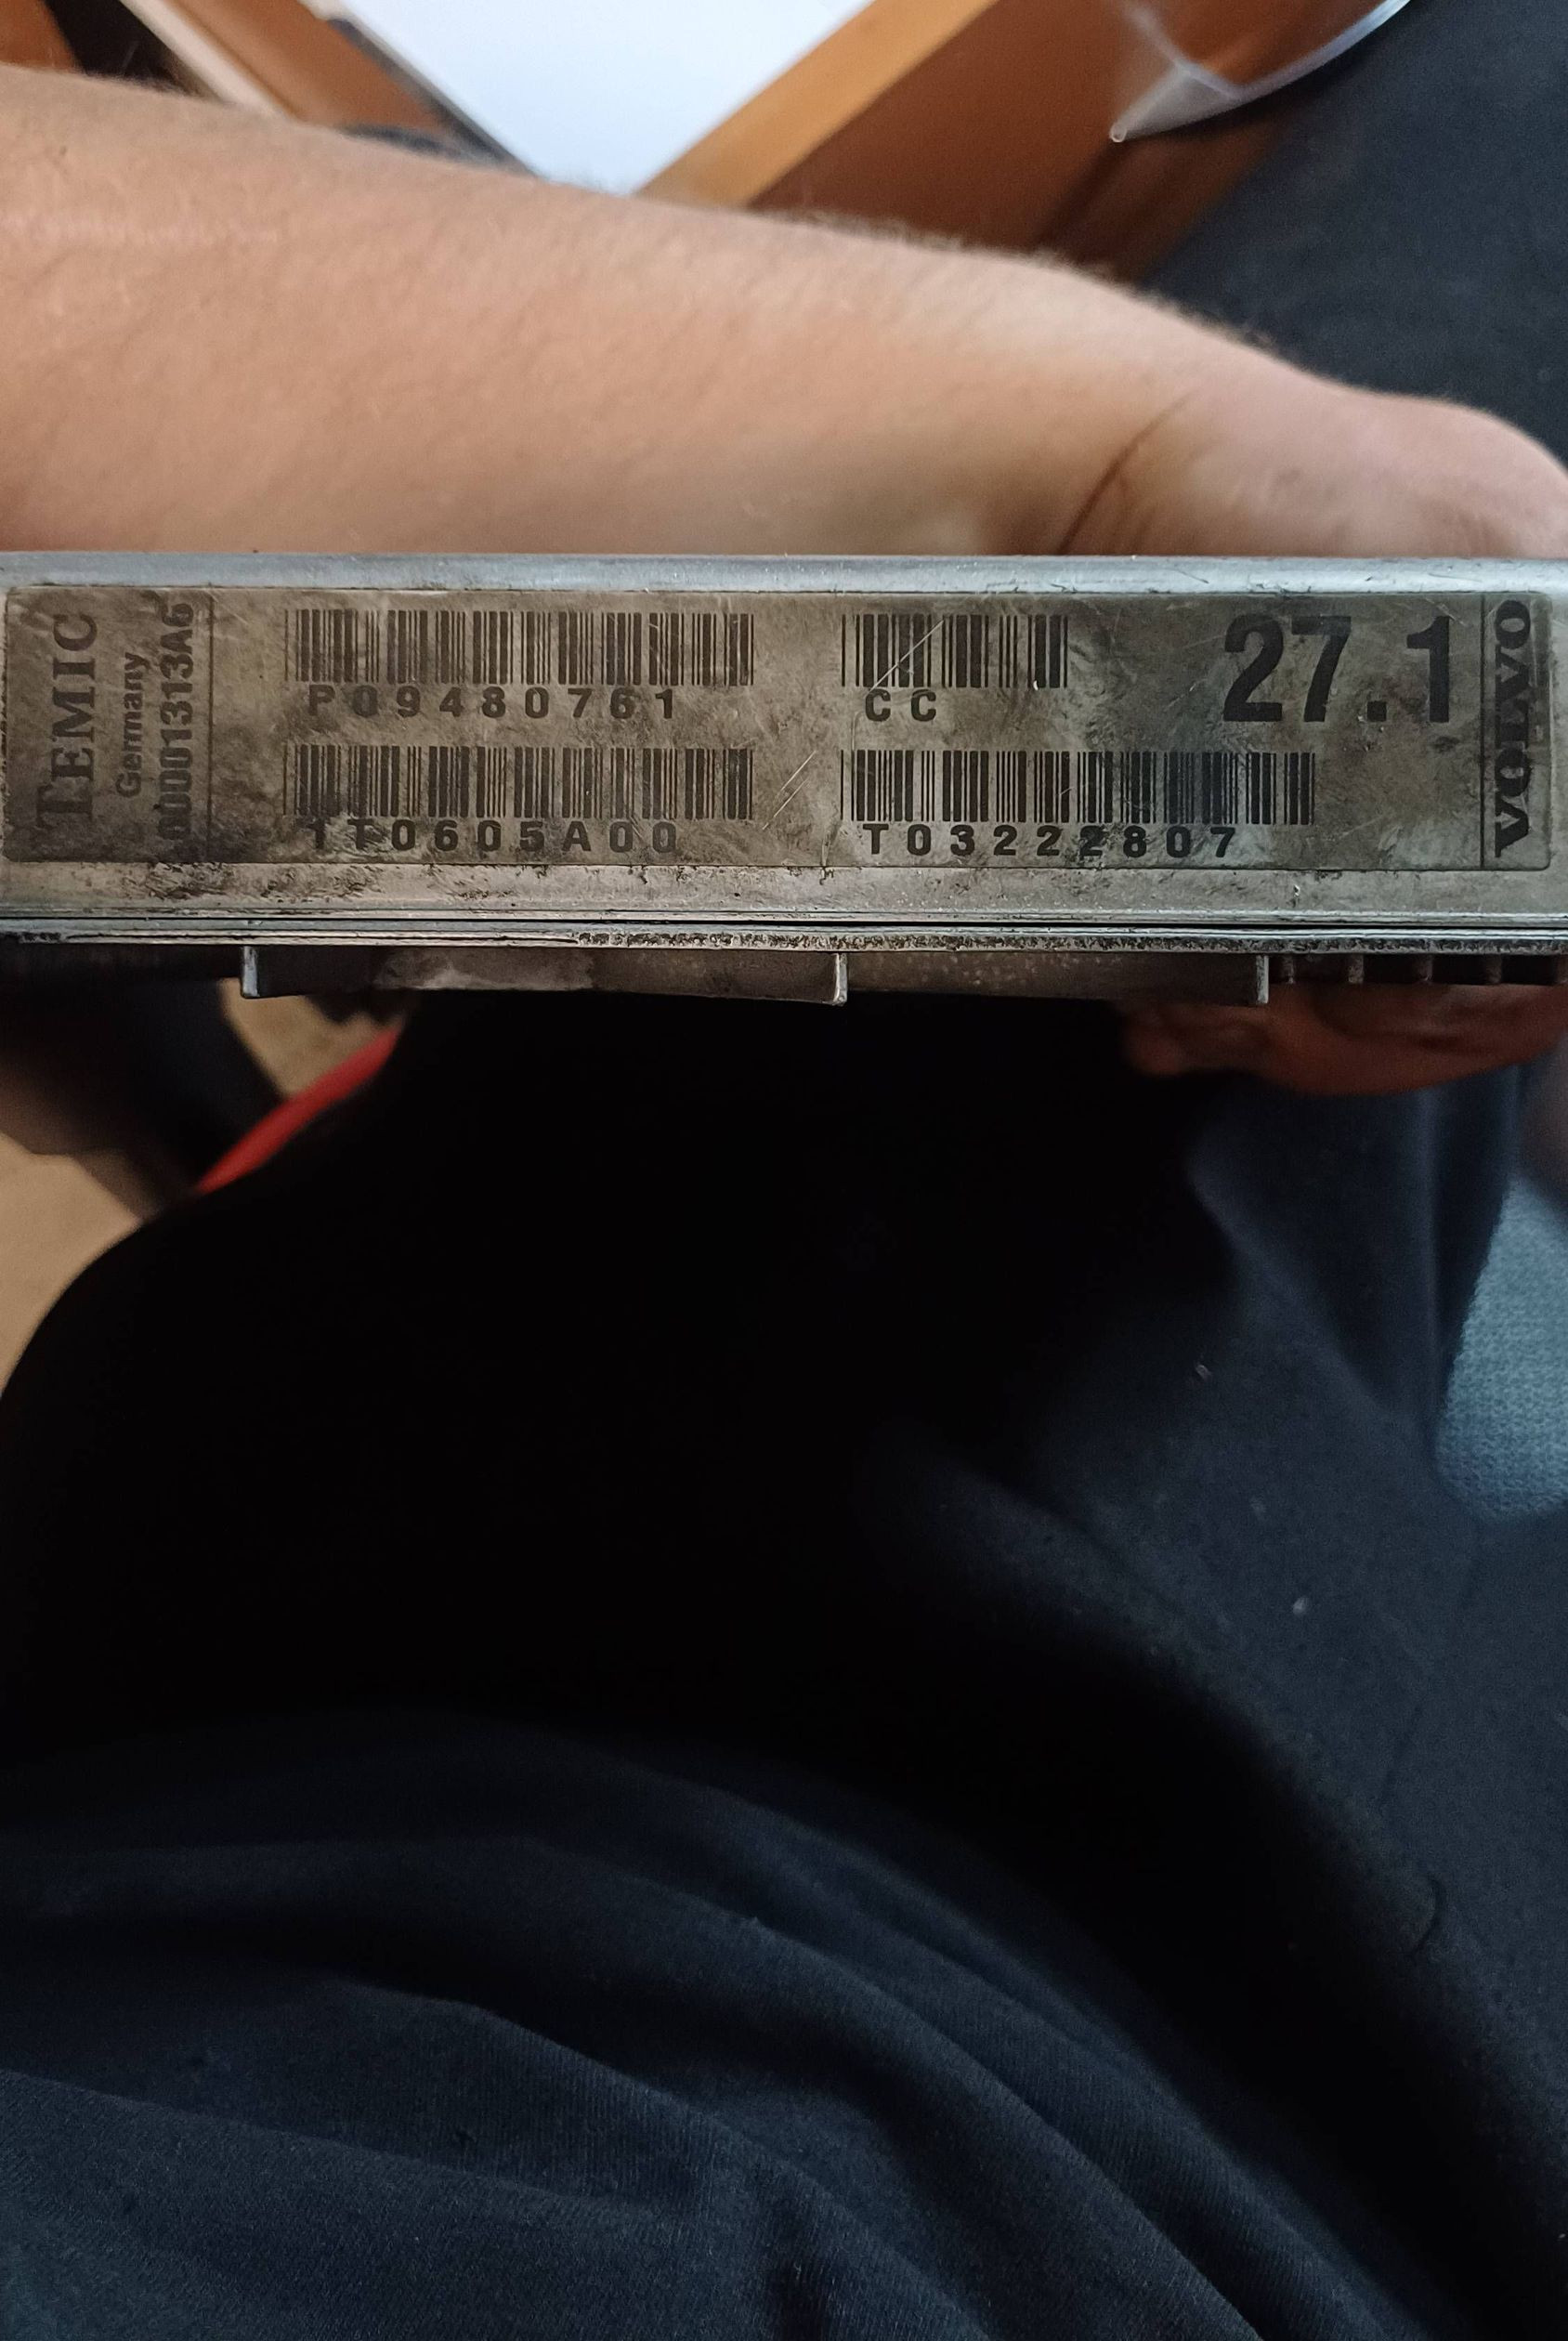 TEMIC
Germany
00001313A6
P09480761
CC
27.1
1T0605A00
T03222807
VOLVO